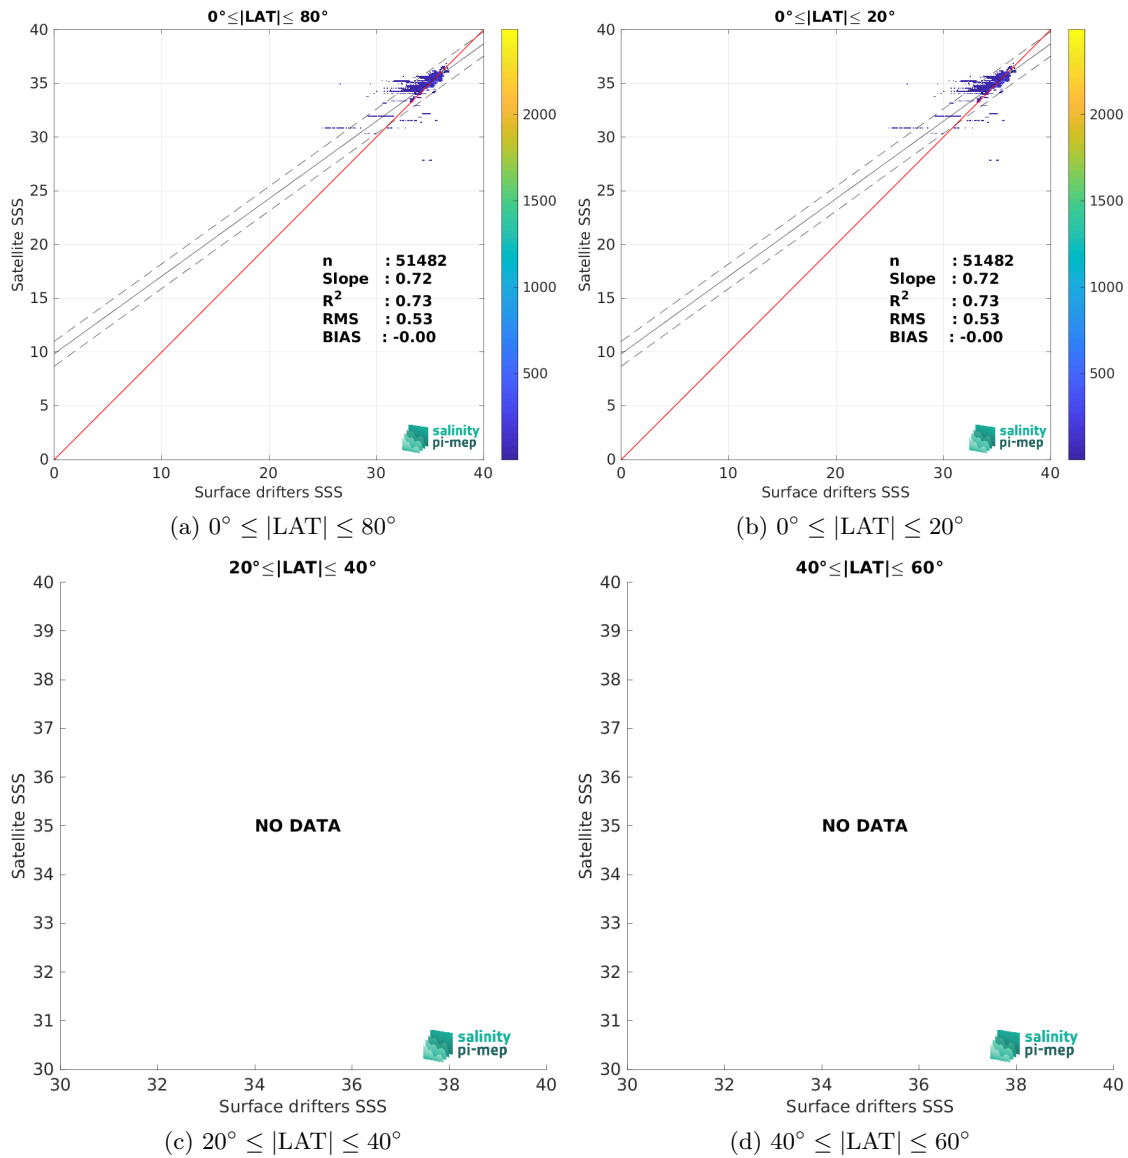 0°≤|LAT|≤ 80°
40
35
30
25
20
15
10
5
0
0
10
20
30
40
Satellite SSS
Surface drifters SSS
n : 51482
Slope : 0.72
R² : 0.73
RMS : 0.53
BIAS : -0.00
salinity
pi-mep
2000
1500
1000
500
(a) 0° ≤ |LAT| ≤ 80°
0°≤|LAT|≤ 20°
40
35
30
25
20
15
10
5
0
0
10
20
30
40
Satellite SSS
Surface drifters SSS
n : 51482
Slope : 0.72
R² : 0.73
RMS : 0.53
BIAS : -0.00
salinity
pi-mep
2000
1500
1000
500
(b) 0° ≤ |LAT| ≤ 20°
20°≤|LAT|≤ 40°
40
39
38
37
36
35
34
33
32
31
30
30
32
34
36
38
40
Satellite SSS
Surface drifters SSS
NO DATA
salinity
pi-mep
(c) 20° ≤ |LAT| ≤ 40°
40°≤|LAT|≤ 60°
40
39
38
37
36
35
34
33
32
31
30
30
32
34
36
38
40
Satellite SSS
Surface drifters SSS
NO DATA
salinity
pi-mep
(d) 40° ≤ |LAT| ≤ 60°